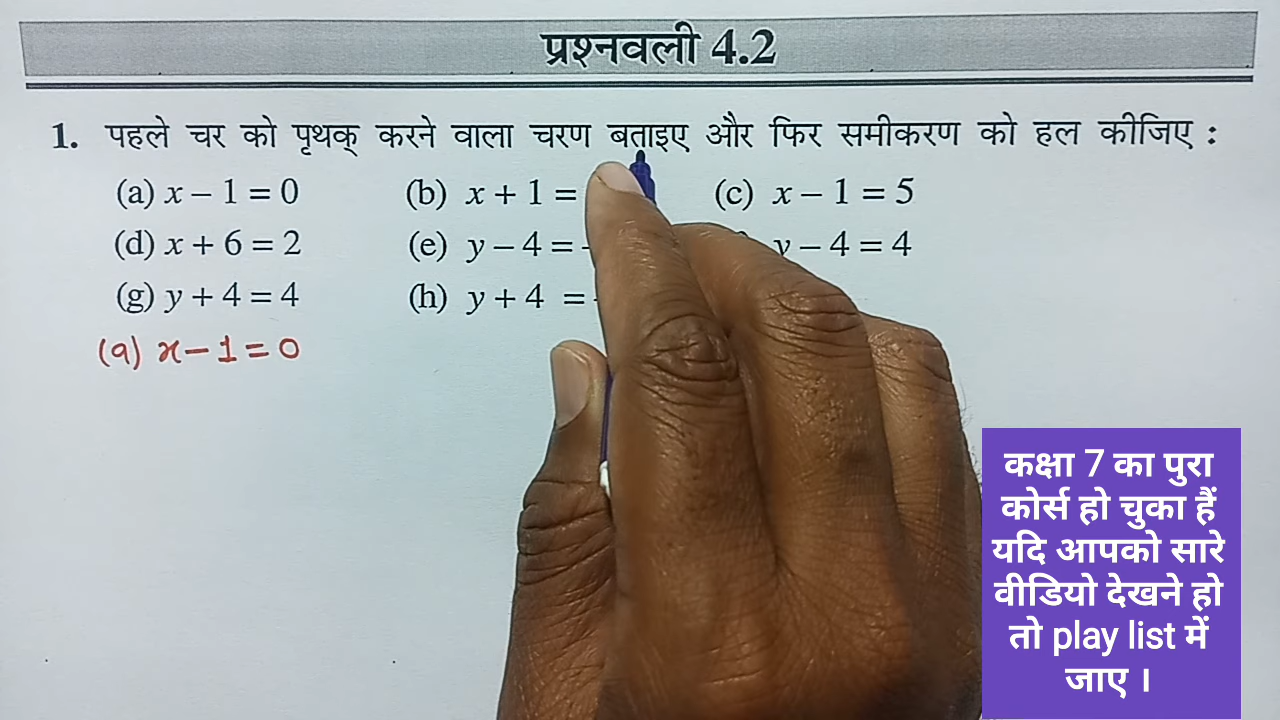 प्रश्नवली 4.2
1. पहले चर को पृथक् करने वाला चरण बताइए और फिर समीकरण को हल कीजिए :
(a) x – 1 = 0 (b) x + 1 = (c) x – 1 = 5
(d) x + 6 = 2 (e) y – 4 = y – 4 = 4
(g) y + 4 = 4 (h) y + 4 =
(a) x – 1 = 0
कक्षा 7 का पुरा
कोर्स हो चुका हैं
यदि आपको सारे
वीडियो देखने हो
तो play list में
जाए ।